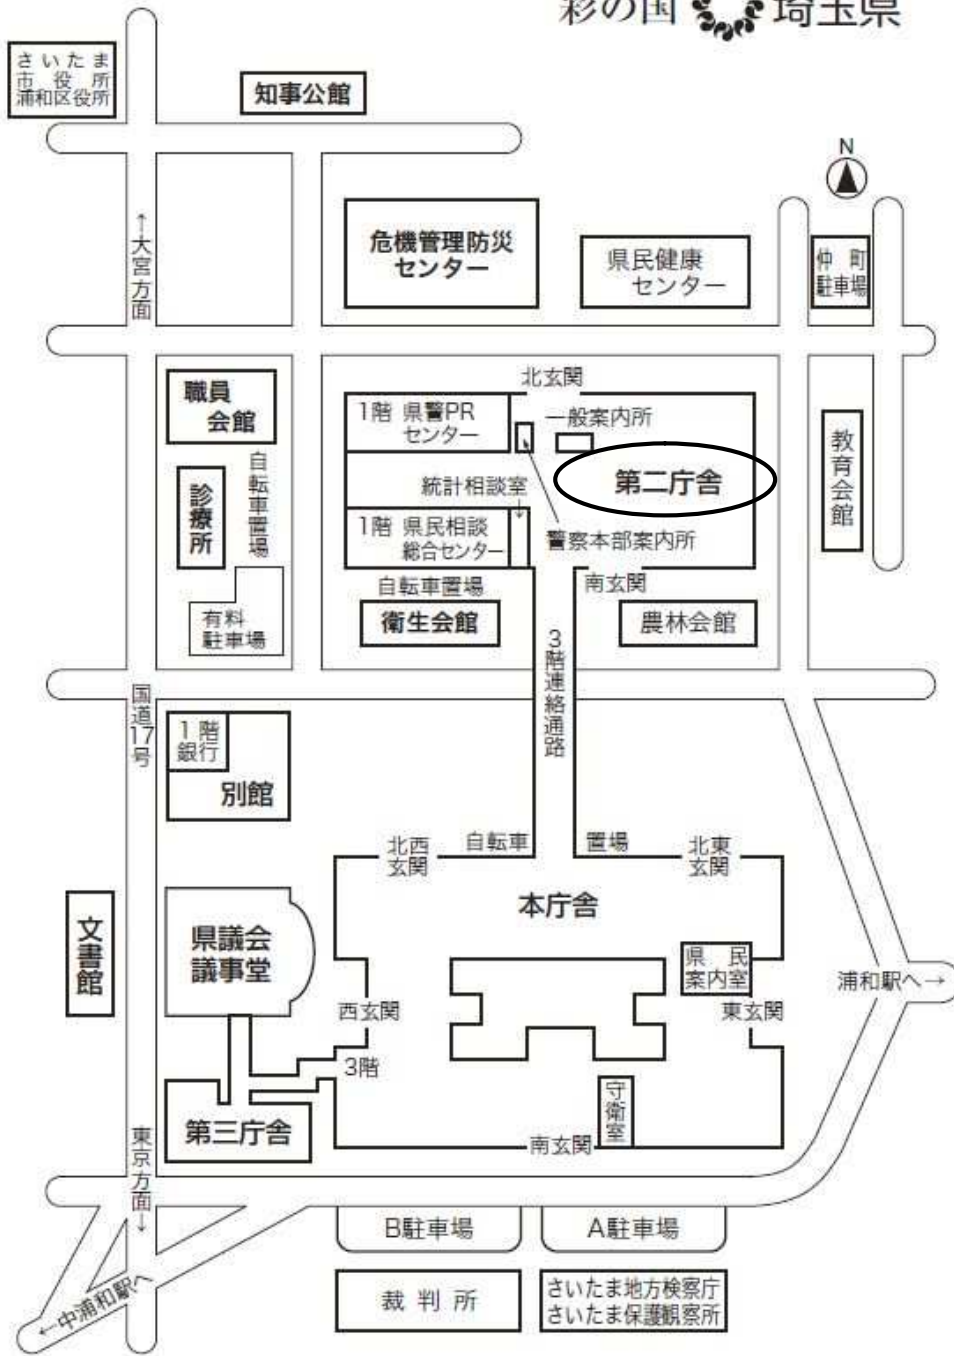 彩の国 埼玉県
さいたま
市役所
浦和区役所
知事公館
N
↑大宮方面
危機管理防災
センター
県民健康
センター
仲町
駐車場
職員
会館
北玄関
1階 県警PR
センター
一般案内所
教育会館
診療所
自転車置場
統計相談室
↓
第二庁舎
1階 県民相談
総合センター
警察本部案内所
自転車置場
南玄関
有料
駐車場
衛生会館
農林会館
3階連絡通路
国道17号
1階
銀行
別館
北西
玄関
自転車
置場
北東
玄関
本庁舎
文書館
県議会
議事堂
県民
案内室
浦和駅へ→
西玄関
東玄関
3階
守衛室
第三庁舎
南玄関
東京方面↓
B駐車場
A駐車場
←中浦和駅へ
裁判所
さいたま地方検察庁
さいたま保護観察所